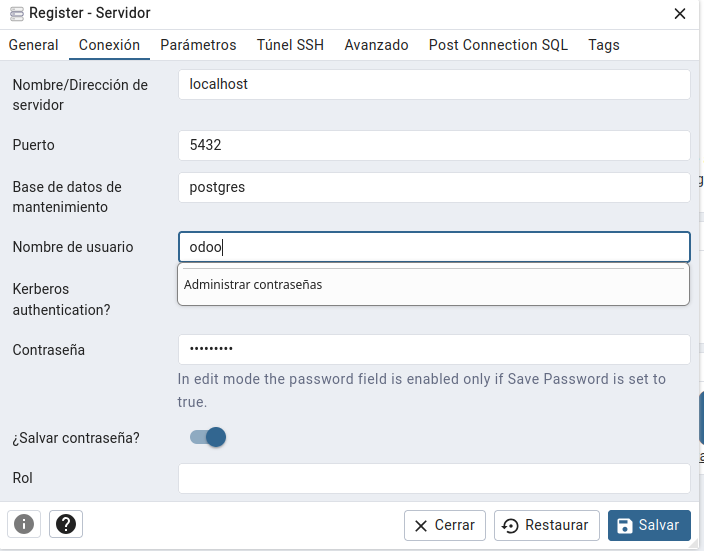 Register - Servidor
General Conexión Parámetros Túnel SSH Avanzado Post Connection SQL Tags
Nombre/Dirección de
servidor
localhost
Puerto
5432
Base de datos de
mantenimiento
postgres
Nombre de usuario
odoo
Administrar contraseñas
Kerberos
authentication?
Contraseña
•••••••••
In edit mode the password field is enabled only if Save Password is set to
true.
¿Salvar contraseña?
Rol
Cerrar Restaurar Salvar